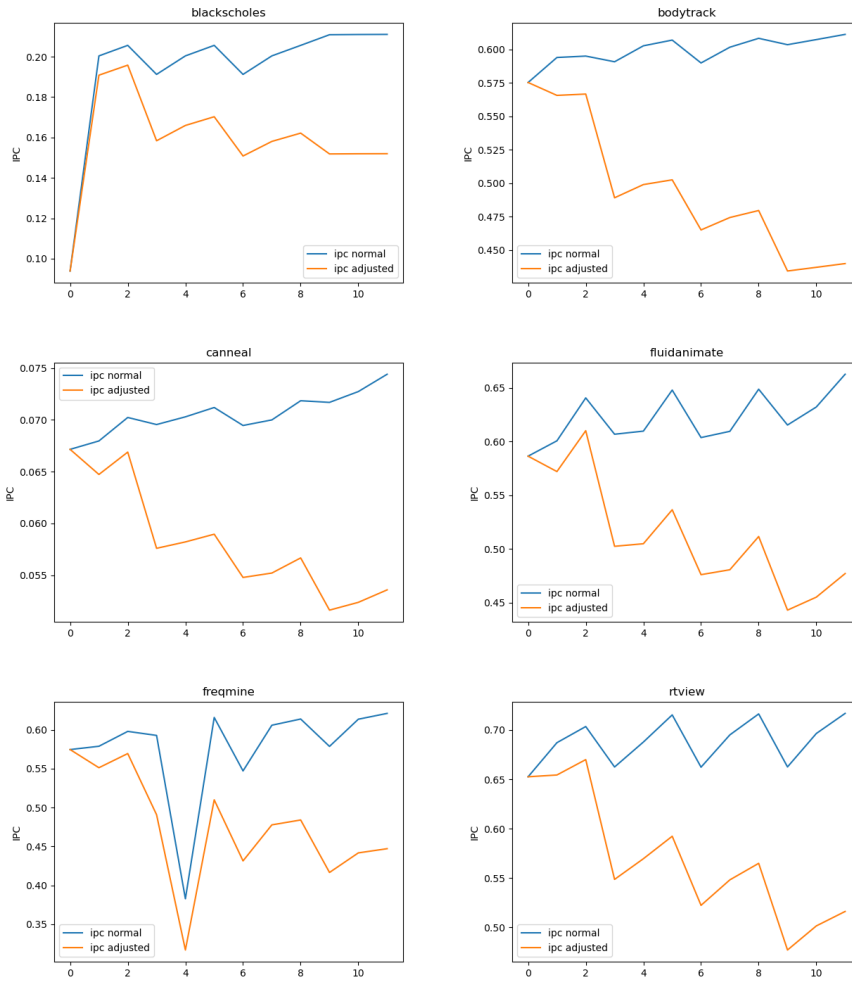 blackscholes
IPC
0.20
0.18
0.16
0.14
0.12
0.10
ipc normal
ipc adjusted
0 2 4 6 8 10
bodytrack
IPC
0.600
0.575
0.550
0.525
0.500
0.475
0.450
ipc normal
ipc adjusted
0 2 4 6 8 10
canneal
IPC
0.075
0.070
0.065
0.060
0.055
ipc normal
ipc adjusted
0 2 4 6 8 10
fluidanimate
IPC
0.65
0.60
0.55
0.50
0.45
ipc normal
ipc adjusted
0 2 4 6 8 10
freqmine
IPC
0.60
0.55
0.50
0.45
0.40
0.35
ipc normal
ipc adjusted
0 2 4 6 8 10
rtview
IPC
0.70
0.65
0.60
0.55
0.50
ipc normal
ipc adjusted
0 2 4 6 8 10